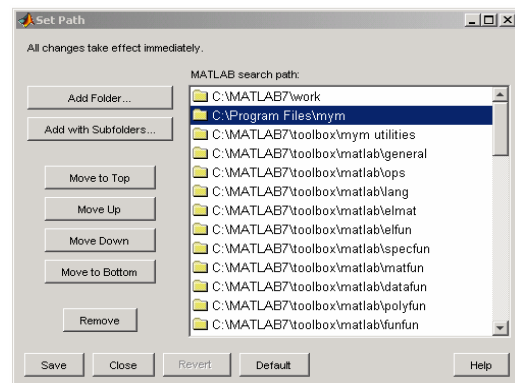 Set Path
All changes take effect immediately.
MATLAB search path:
Add Folder...
Add with Subfolders...
Move to Top
Move Up
Move Down
Move to Bottom
Remove
C:\MATLAB7\work
C:\Program Files\mym
C:\MATLAB7\toolbox\mym utilities
C:\MATLAB7\toolbox\matlab\general
C:\MATLAB7\toolbox\matlab\ops
C:\MATLAB7\toolbox\matlab\lang
C:\MATLAB7\toolbox\matlab\elmat
C:\MATLAB7\toolbox\matlab\elfun
C:\MATLAB7\toolbox\matlab\specfun
C:\MATLAB7\toolbox\matlab\matfun
C:\MATLAB7\toolbox\matlab\datafun
C:\MATLAB7\toolbox\matlab\polyfun
C:\MATLAB7\toolbox\matlab\funfun
Save
Close
Revert
Default
Help